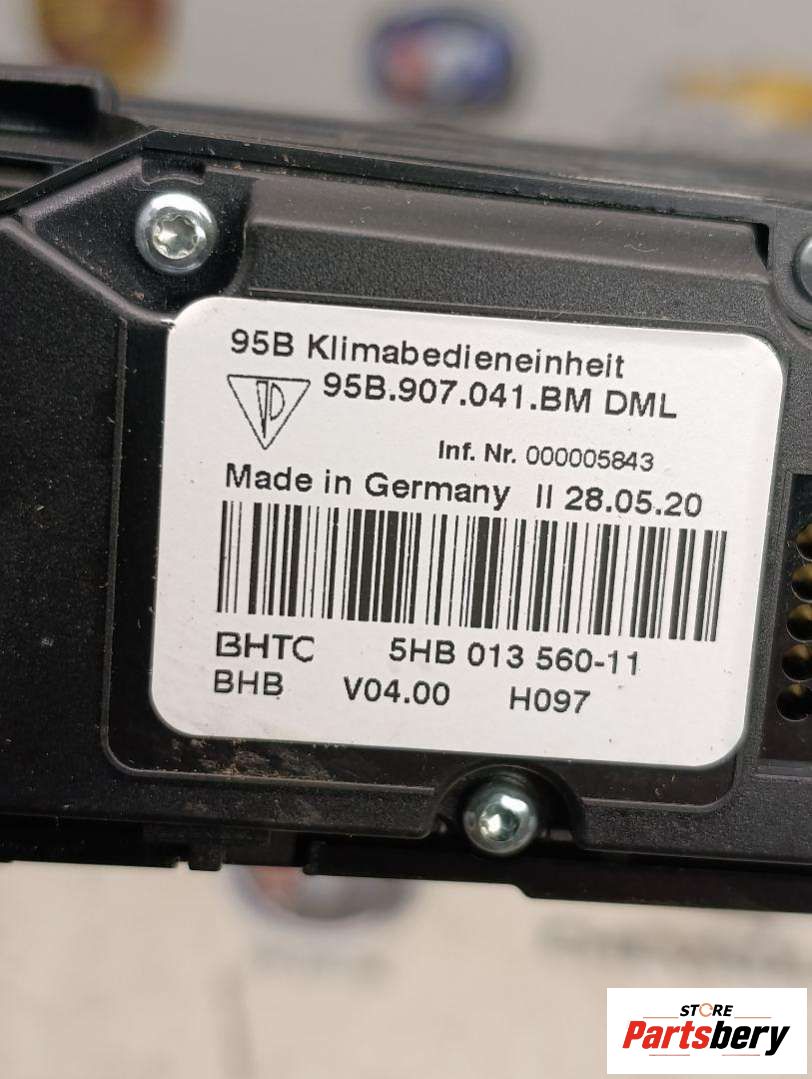 95B Klimabedieneinheit
95B.907.041.BM DML
Inf. Nr. 000005843
Made in Germany II 28.05.20
BHTC 5HB 013 560-11
BHB V04.00 H097
STORE
Partsbery